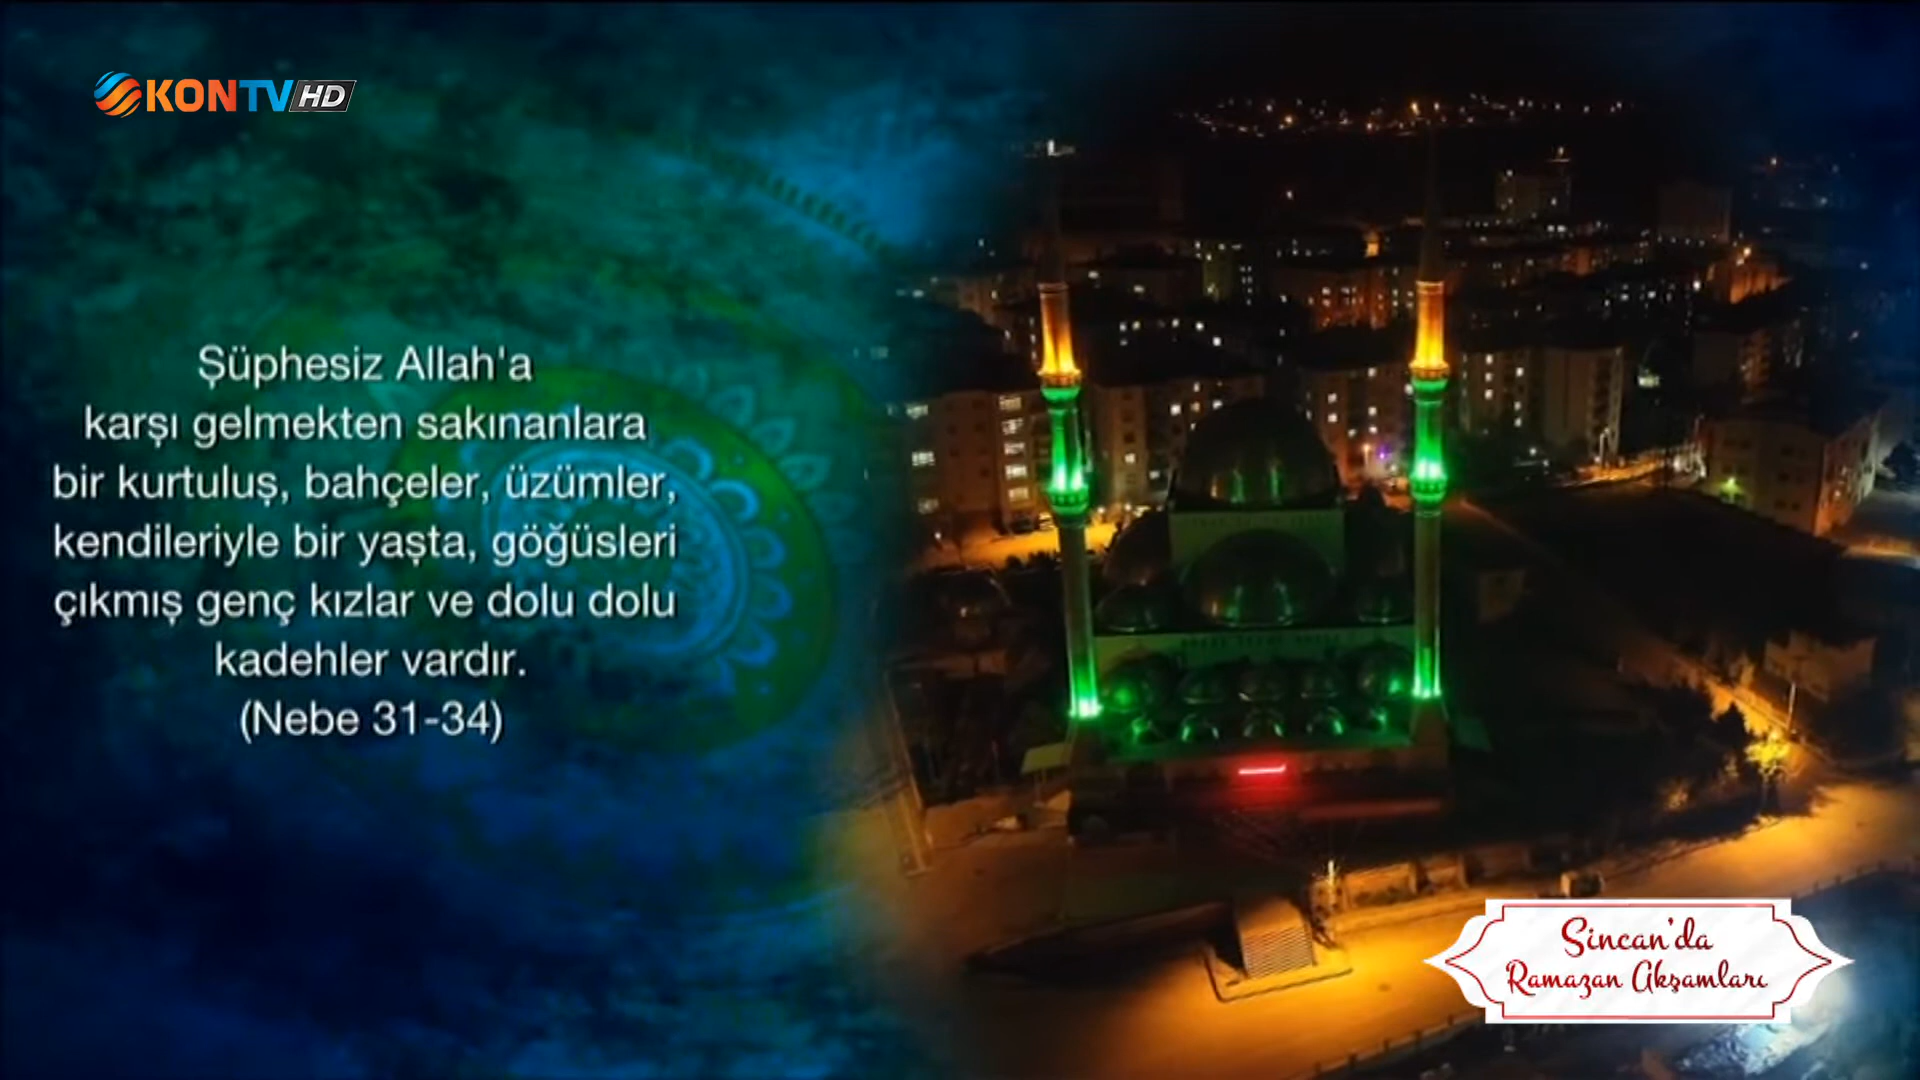 KONTV HD
Şüphesiz Allah'a
karşı gelmekten sakınanlara
bir kurtuluş, bahçeler, üzümler,
kendileriyle bir yaşta, göğüsleri
çıkmış genç kızlar ve dolu dolu
kadehler vardır.
(Nebe 31-34)
Sincan'da
Ramazan Akşamları